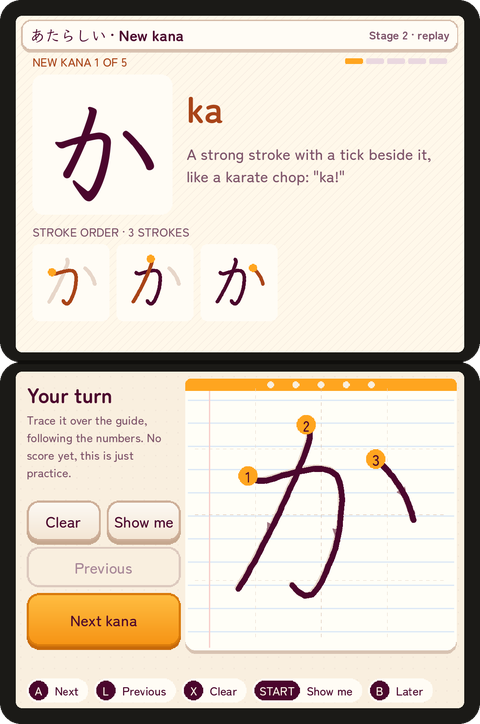 あたらしい · New kana
Stage 2 · replay
NEW KANA 1 OF 5
か
ka
A strong stroke with a tick beside it,
like a karate chop: "ka!"
STROKE ORDER · 3 STROKES
か か か
Your turn
Trace it over the guide,
following the numbers. No
score yet, this is just
practice.
Clear
Show me
Previous
Next kana
1
2
3
か
A Next
L Previous
X Clear
START Show me
B Later